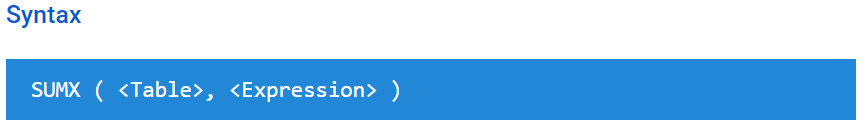 Syntax
SUMX ( <Table>, <Expression> )